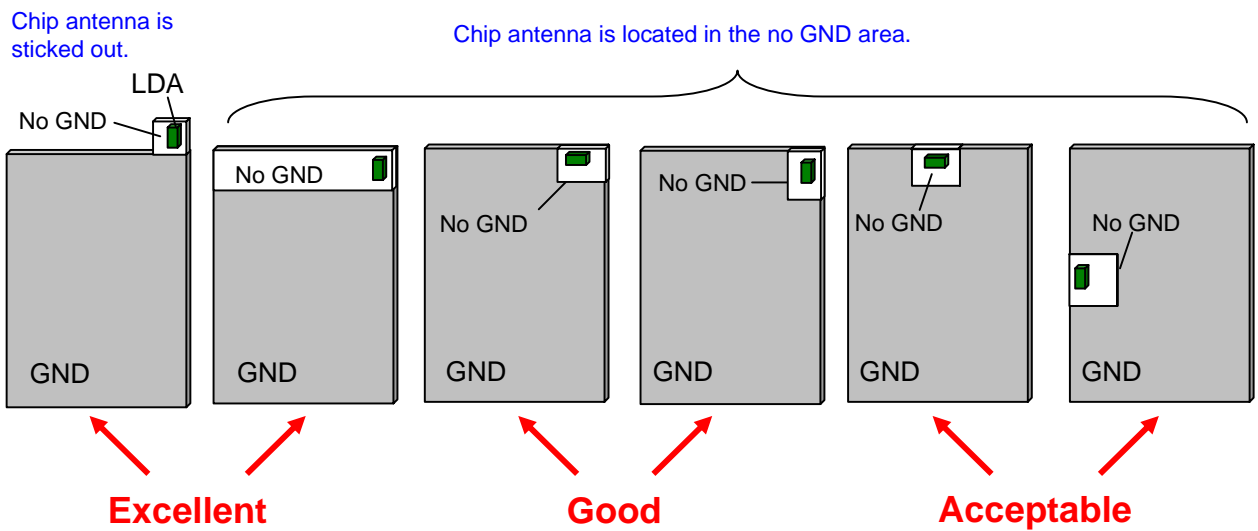 Chip antenna is
sticked out.
Chip antenna is located in the no GND area.
LDA
No GND
No GND
No GND
No GND
No GND
No GND
GND
GND
GND
GND
GND
GND
Excellent
Good
Acceptable